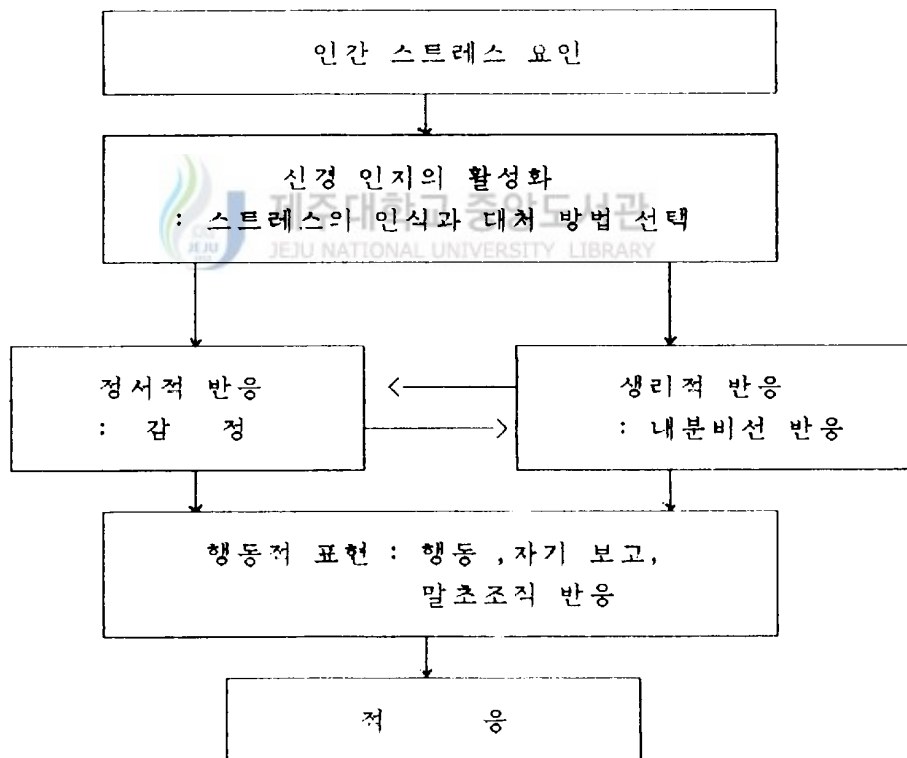 인간 스트레스 요인
신경 인지의 활성화
: 스트레스의 인식과 대처 방법 선택
제주대학교 중앙도서관
JEJU NATIONAL UNIVERSITY LIBRARY
JEJU
정서적 반응
: 감 정
생리적 반응
: 내분비선 반응
행동적 표현 : 행동 ,자기 보고,
말초조직 반응
적 응